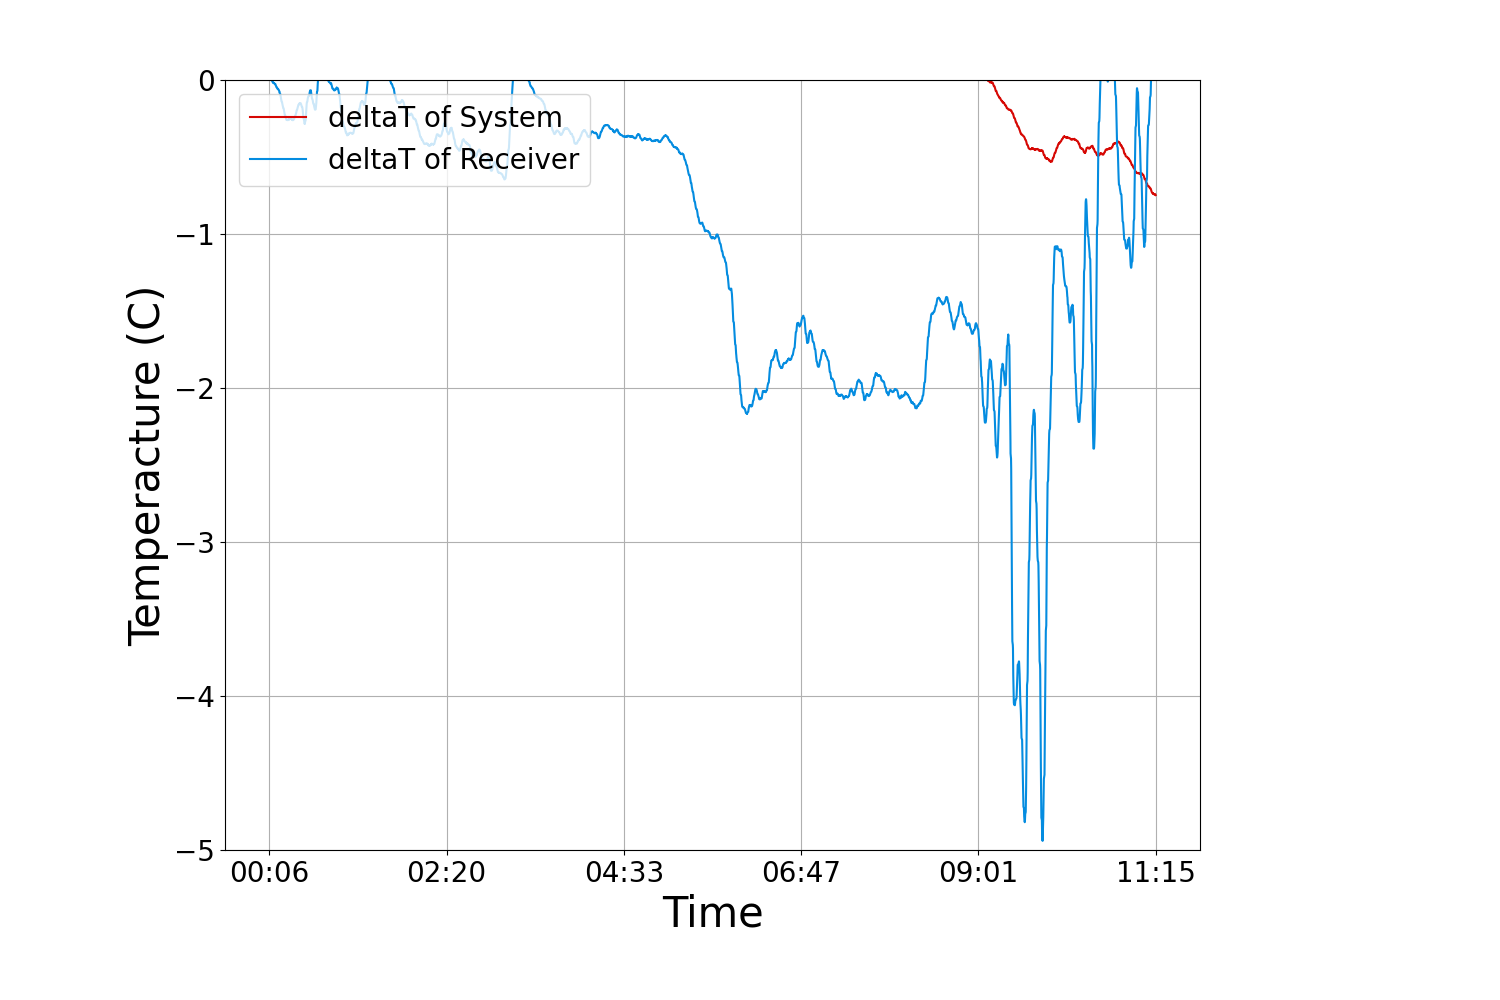 deltaT of System
deltaT of Receiver
0
−1
−2
−3
−4
−5
Temperacture (C)
00:06 02:20 04:33 06:47 09:01 11:15
Time